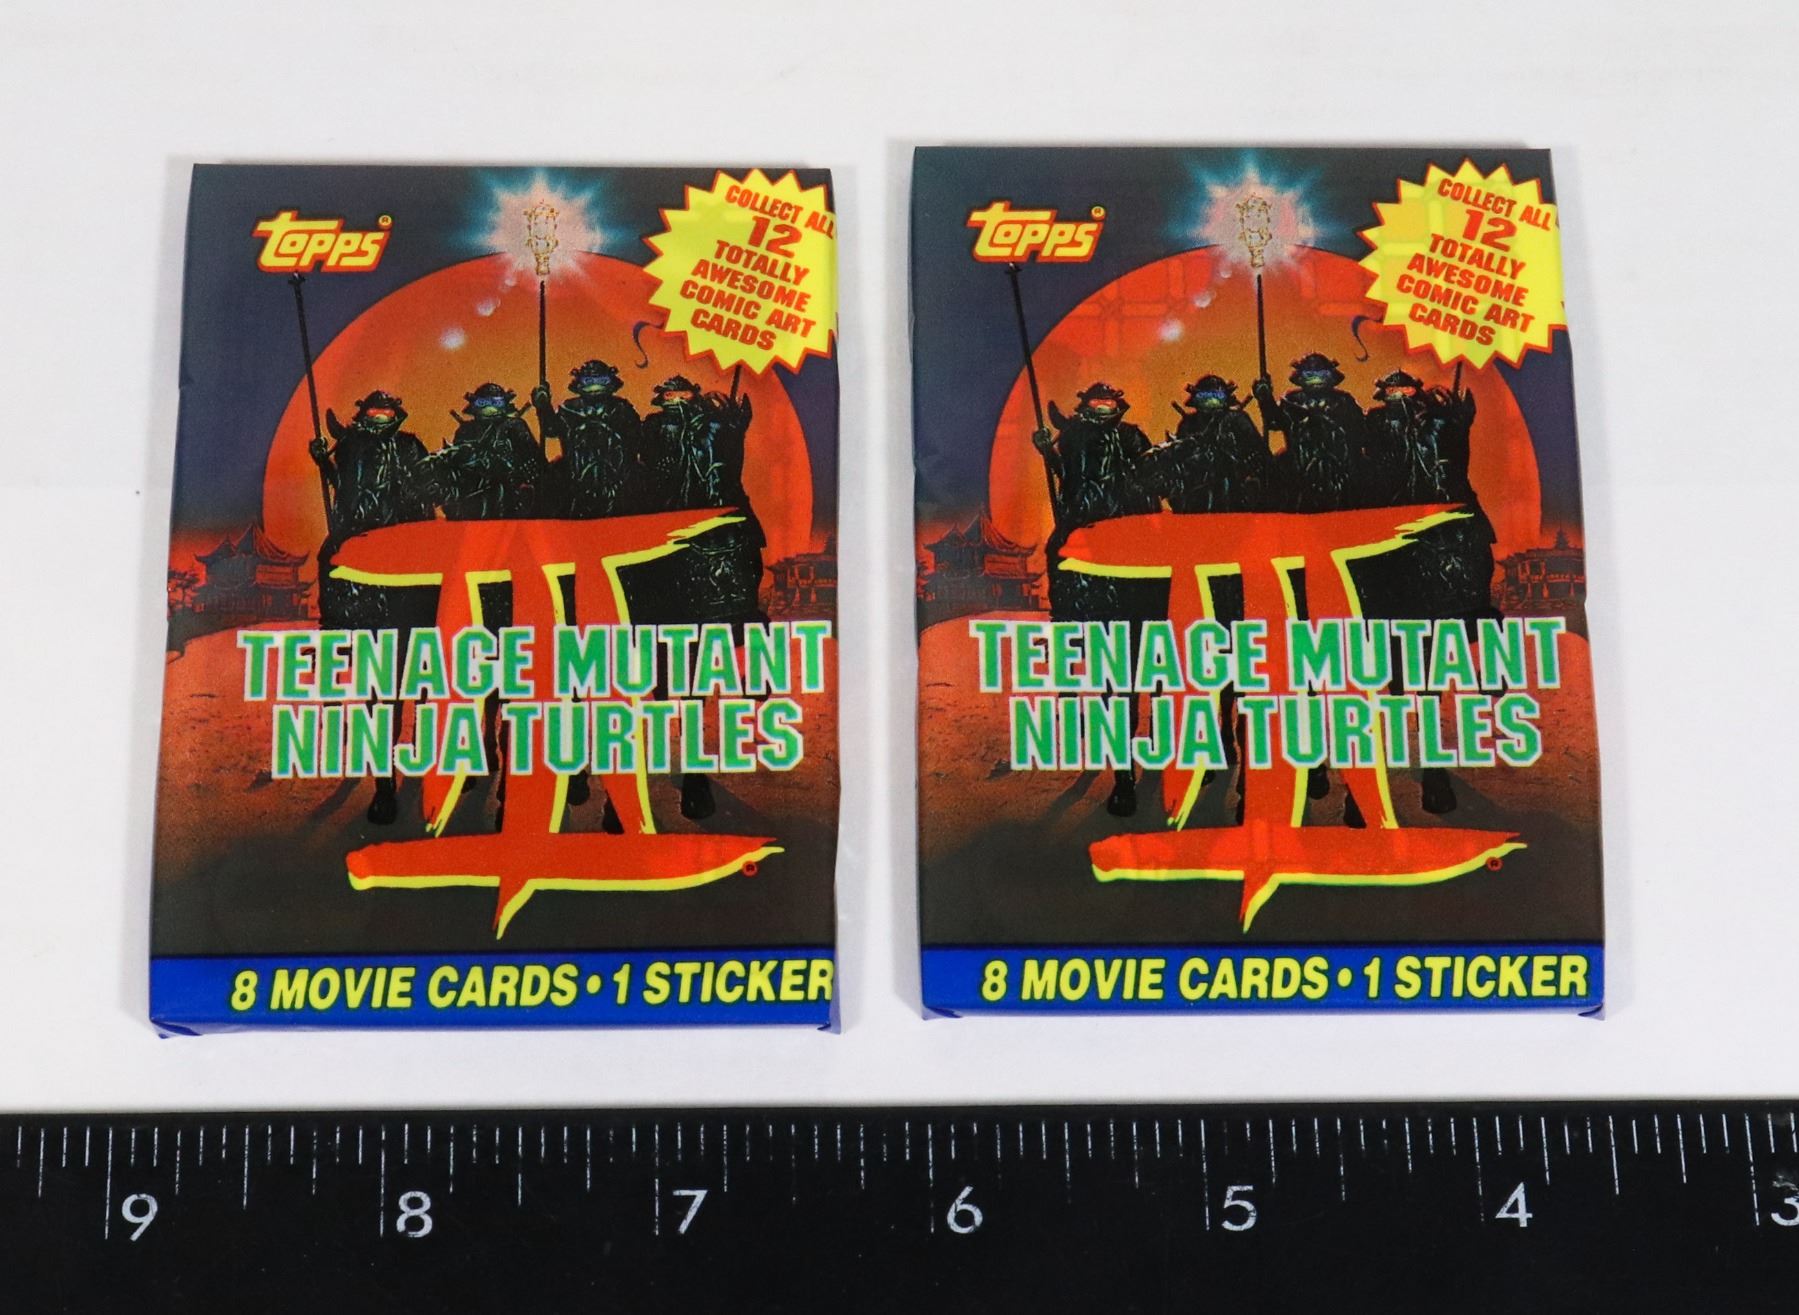 topps®
COLLECT ALL
12
TOTALLY
AWESOME
COMIC ART
CARDS
III
TEENAGE MUTANT
NINJA TURTLES
®
8 MOVIE CARDS • 1 STICKER
topps®
COLLECT ALL
12
TOTALLY
AWESOME
COMIC ART
CARDS
III
TEENAGE MUTANT
NINJA TURTLES
®
8 MOVIE CARDS • 1 STICKER
9 8 7 6 5 4 3